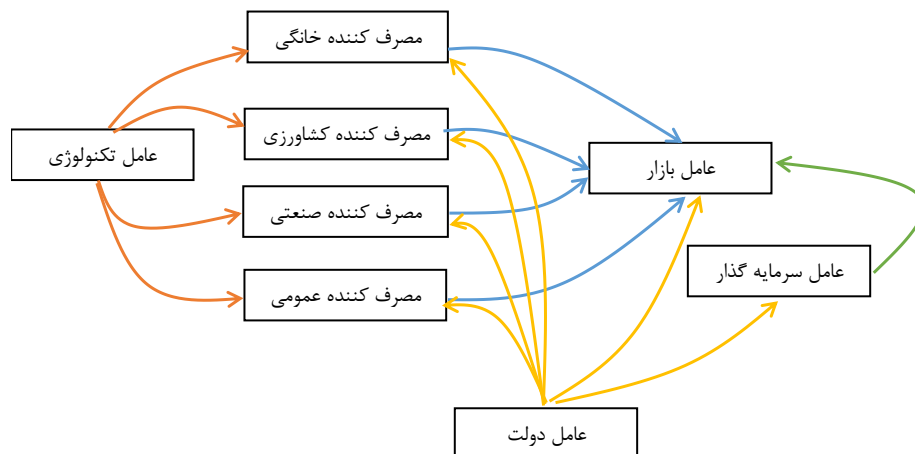 مصرف کننده خانگی
مصرف کننده کشاورزی
عامل تکنولوژی
عامل بازار
مصرف کننده صنعتی
عامل سرمایه گذار
مصرف کننده عمومی
عامل دولت